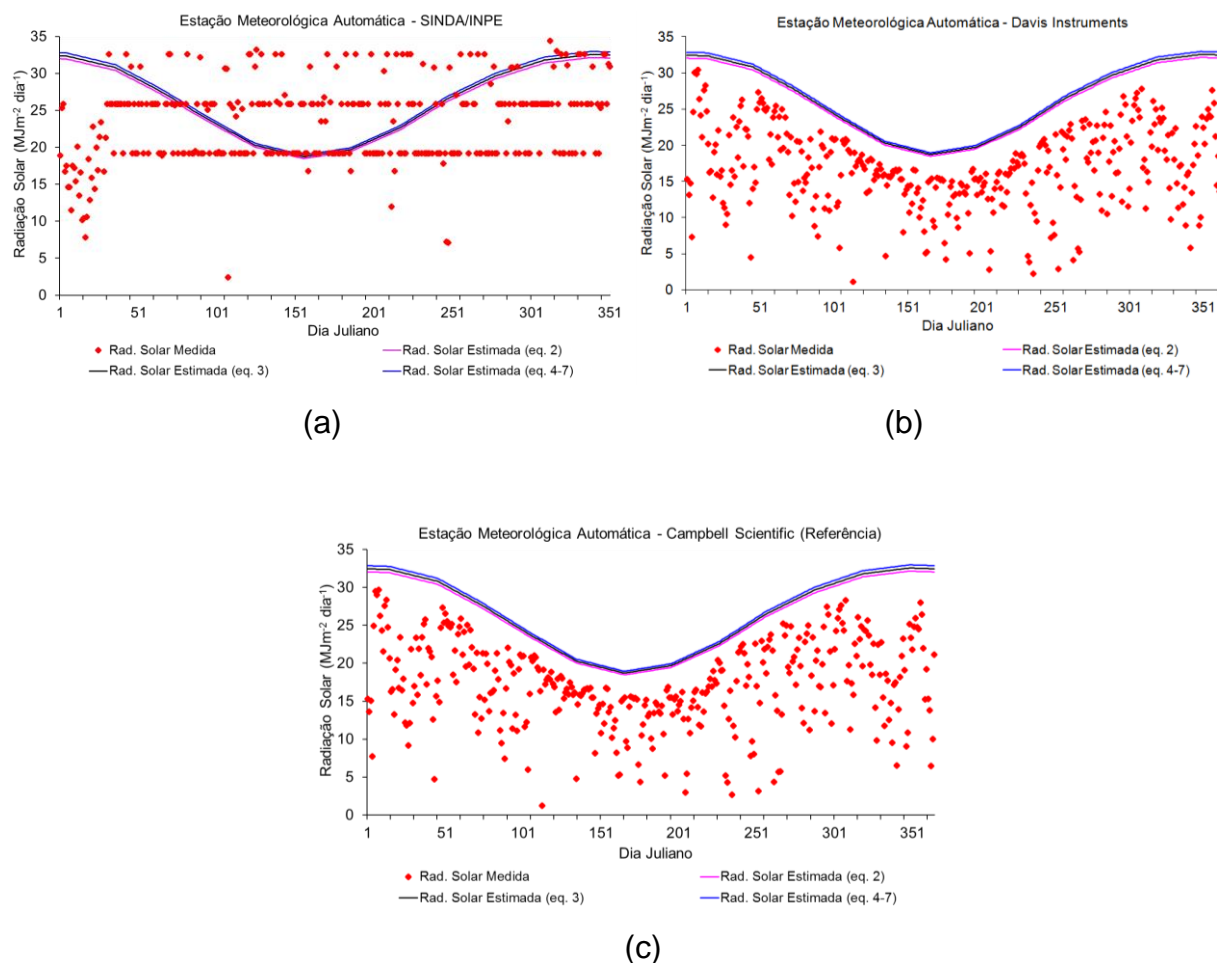 Estação Meteorológica Automática - SINDA/INPE
Radiação Solar (MJm⁻² dia⁻¹)
35
30
25
20
15
10
5
0
1 51 101 151 201 251 301 351
Dia Juliano
Rad. Solar Medida
Rad. Solar Estimada (eq. 2)
Rad. Solar Estimada (eq. 3)
Rad. Solar Estimada (eq. 4-7)
(a)
Estação Meteorológica Automática - Davis Instruments
Radiação Solar (MJm⁻² dia⁻¹)
35
30
25
20
15
10
5
0
1 51 101 151 201 251 301 351
Dia Juliano
Rad. Solar Medida
Rad. Solar Estimada (eq. 2)
Rad. Solar Estimada (eq. 3)
Rad. Solar Estimada (eq. 4-7)
(b)
Estação Meteorológica Automática - Campbell Scientific (Referência)
Radiação Solar (MJm⁻² dia⁻¹)
35
30
25
20
15
10
5
0
1 51 101 151 201 251 301 351
Dia Juliano
Rad. Solar Medida
Rad. Solar Estimada (eq. 2)
Rad. Solar Estimada (eq. 3)
Rad. Solar Estimada (eq. 4-7)
(c)